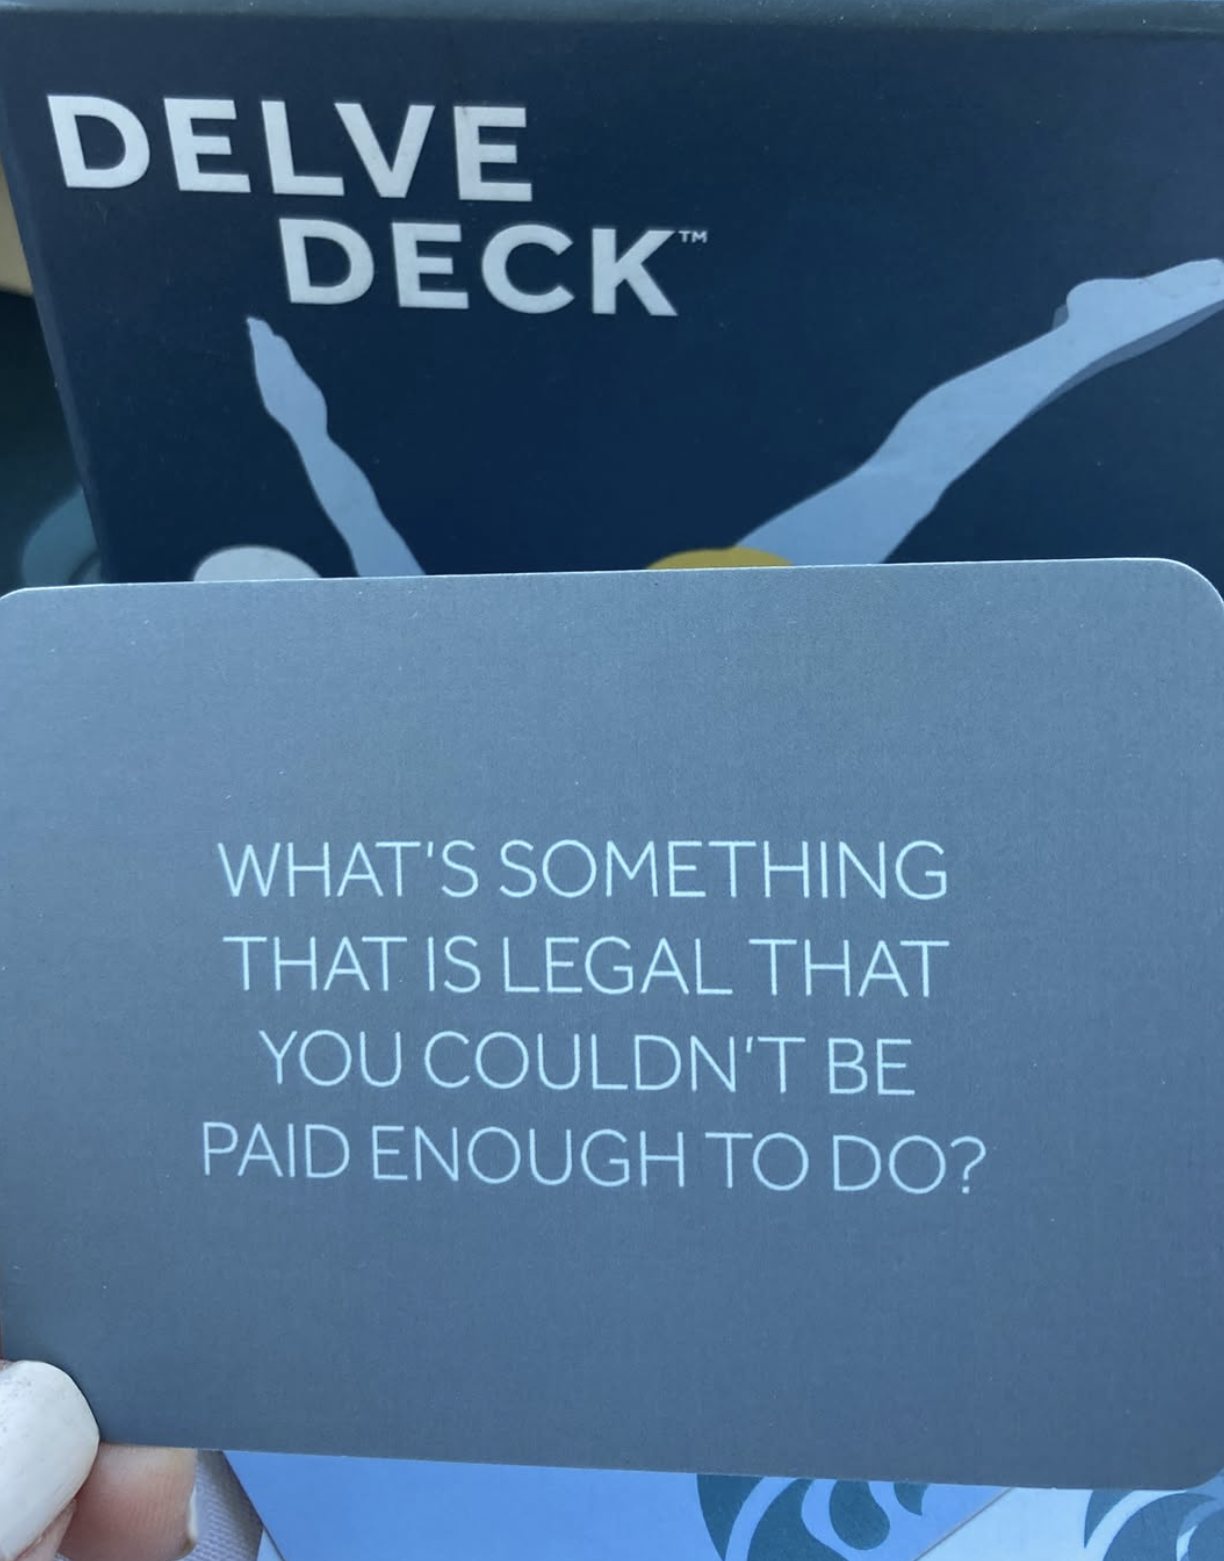 DELVE
DECK™
WHAT'S SOMETHING
THAT IS LEGAL THAT
YOU COULDN'T BE
PAID ENOUGH TO DO?